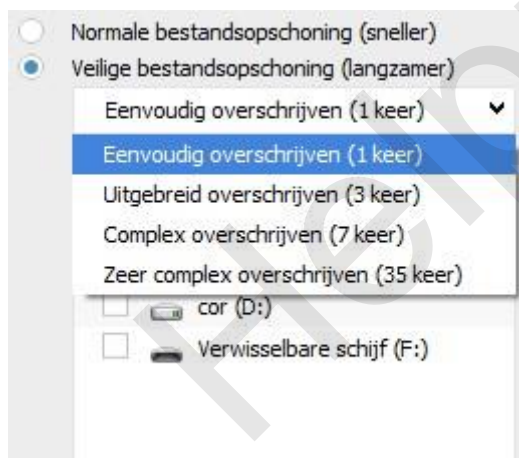 Normale bestandsopschoning (sneller)
Veilige bestandsopschoning (langzamer)
Eenvoudig overschrijven (1 keer)
Eenvoudig overschrijven (1 keer)
Uitgebreid overschrijven (3 keer)
Complex overschrijven (7 keer)
Zeer complex overschrijven (35 keer)
cor (D:)
Verwisselbare schijf (F:)
Help